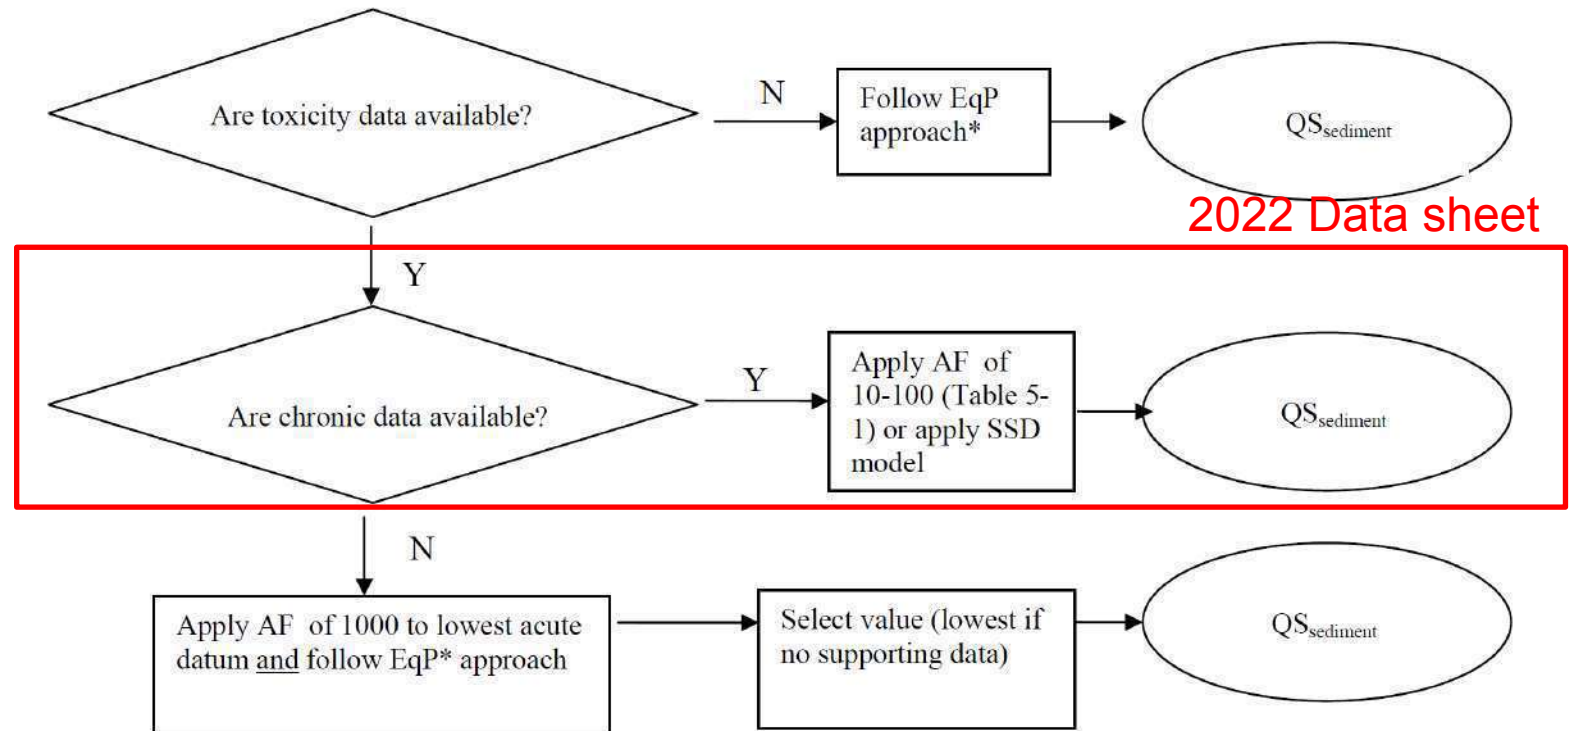 Are toxicity data available?
N
Follow EqP
approach*
QSsediment
2022 Data sheet
Y
Are chronic data available?
Y
Apply AF of
10-100 (Table 5-
1) or apply SSD
model
QSsediment
N
Apply AF of 1000 to lowest acute
datum and follow EqP* approach
Select value (lowest if
no supporting data)
QSsediment